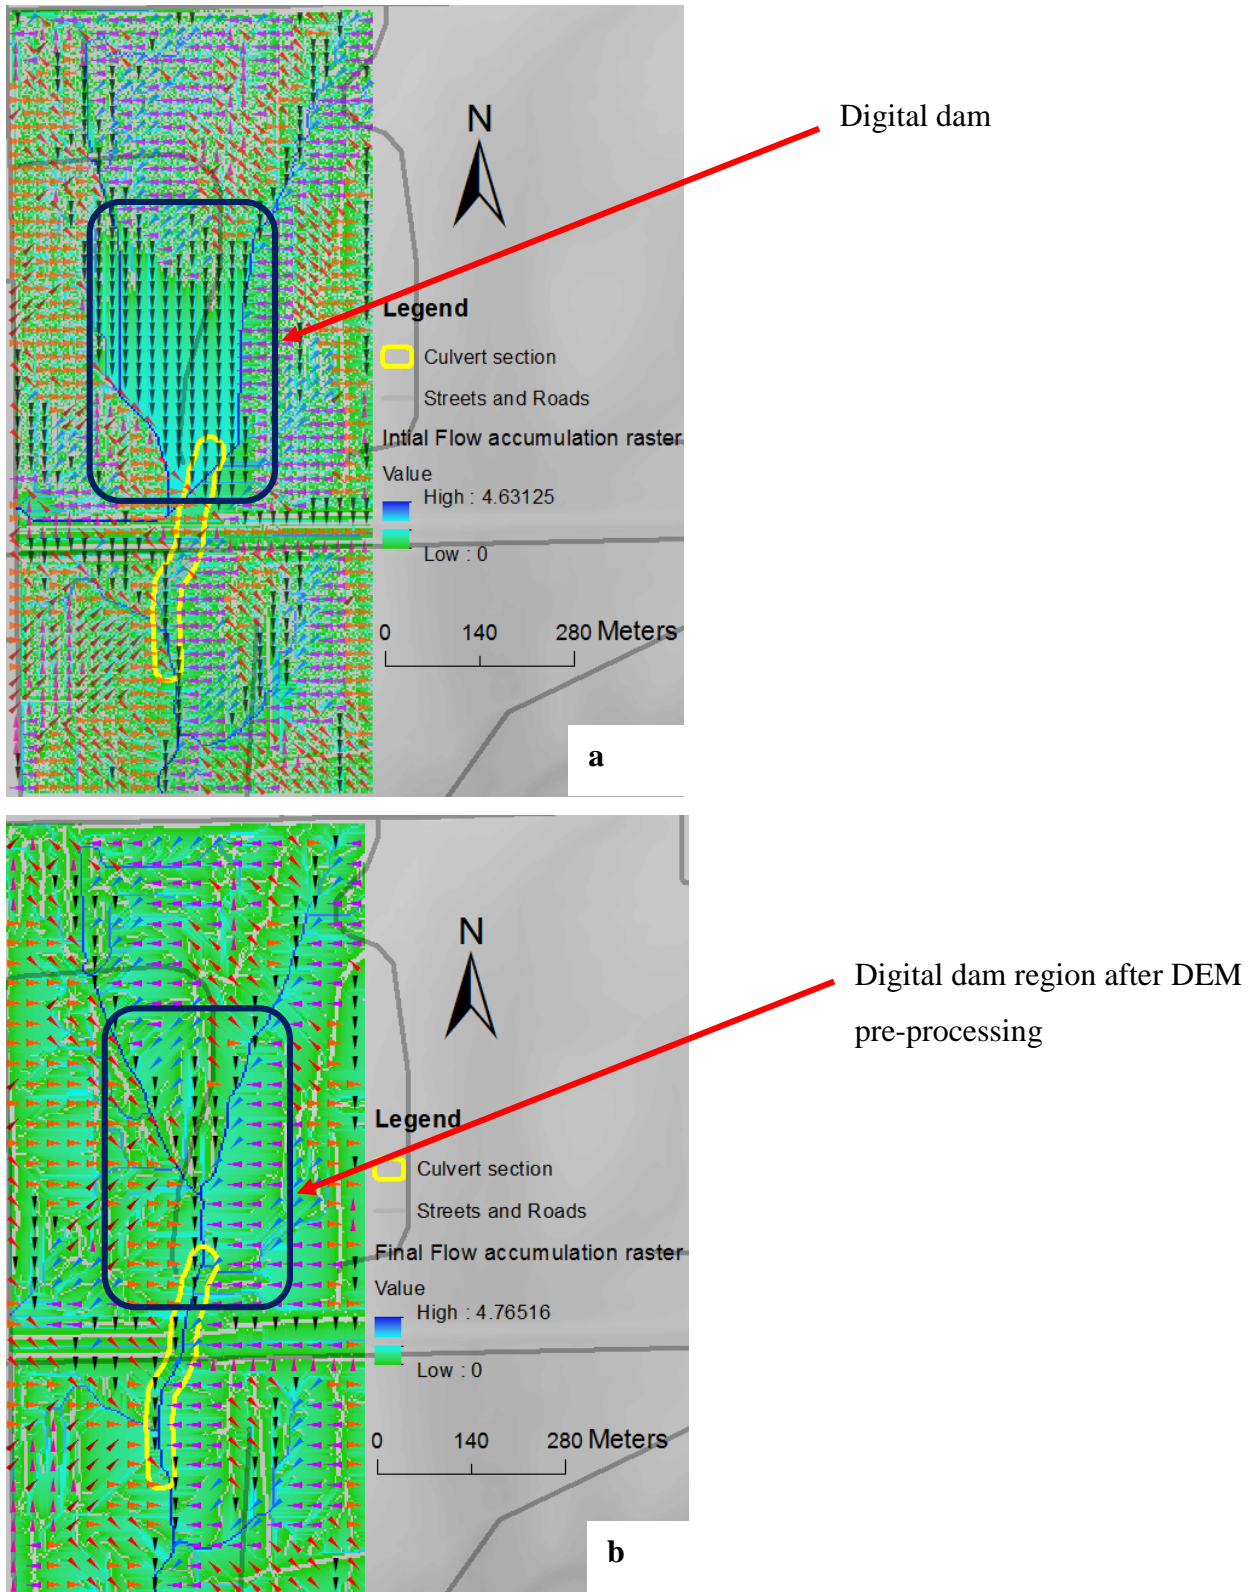 Digital dam
N
Legend
Culvert section
Streets and Roads
Intial Flow accumulation raster
Value
High : 4.63125
Low : 0
0 140 280 Meters
a
Digital dam region after DEM
pre-processing
N
Legend
Culvert section
Streets and Roads
Final Flow accumulation raster
Value
High : 4.76516
Low : 0
0 140 280 Meters
b